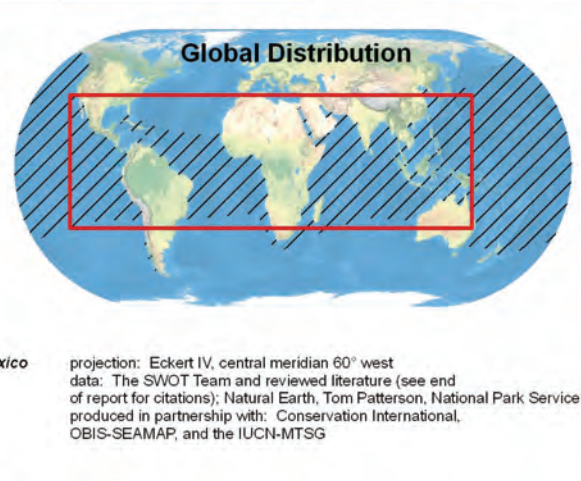 Global Distribution
xico
projection: Eckert IV, central meridian 60° west
data: The SWOT Team and reviewed literature (see end
of report for citations); Natural Earth, Tom Patterson, National Park Service
produced in partnership with: Conservation International,
OBIS-SEAMAP, and the IUCN-MTSG